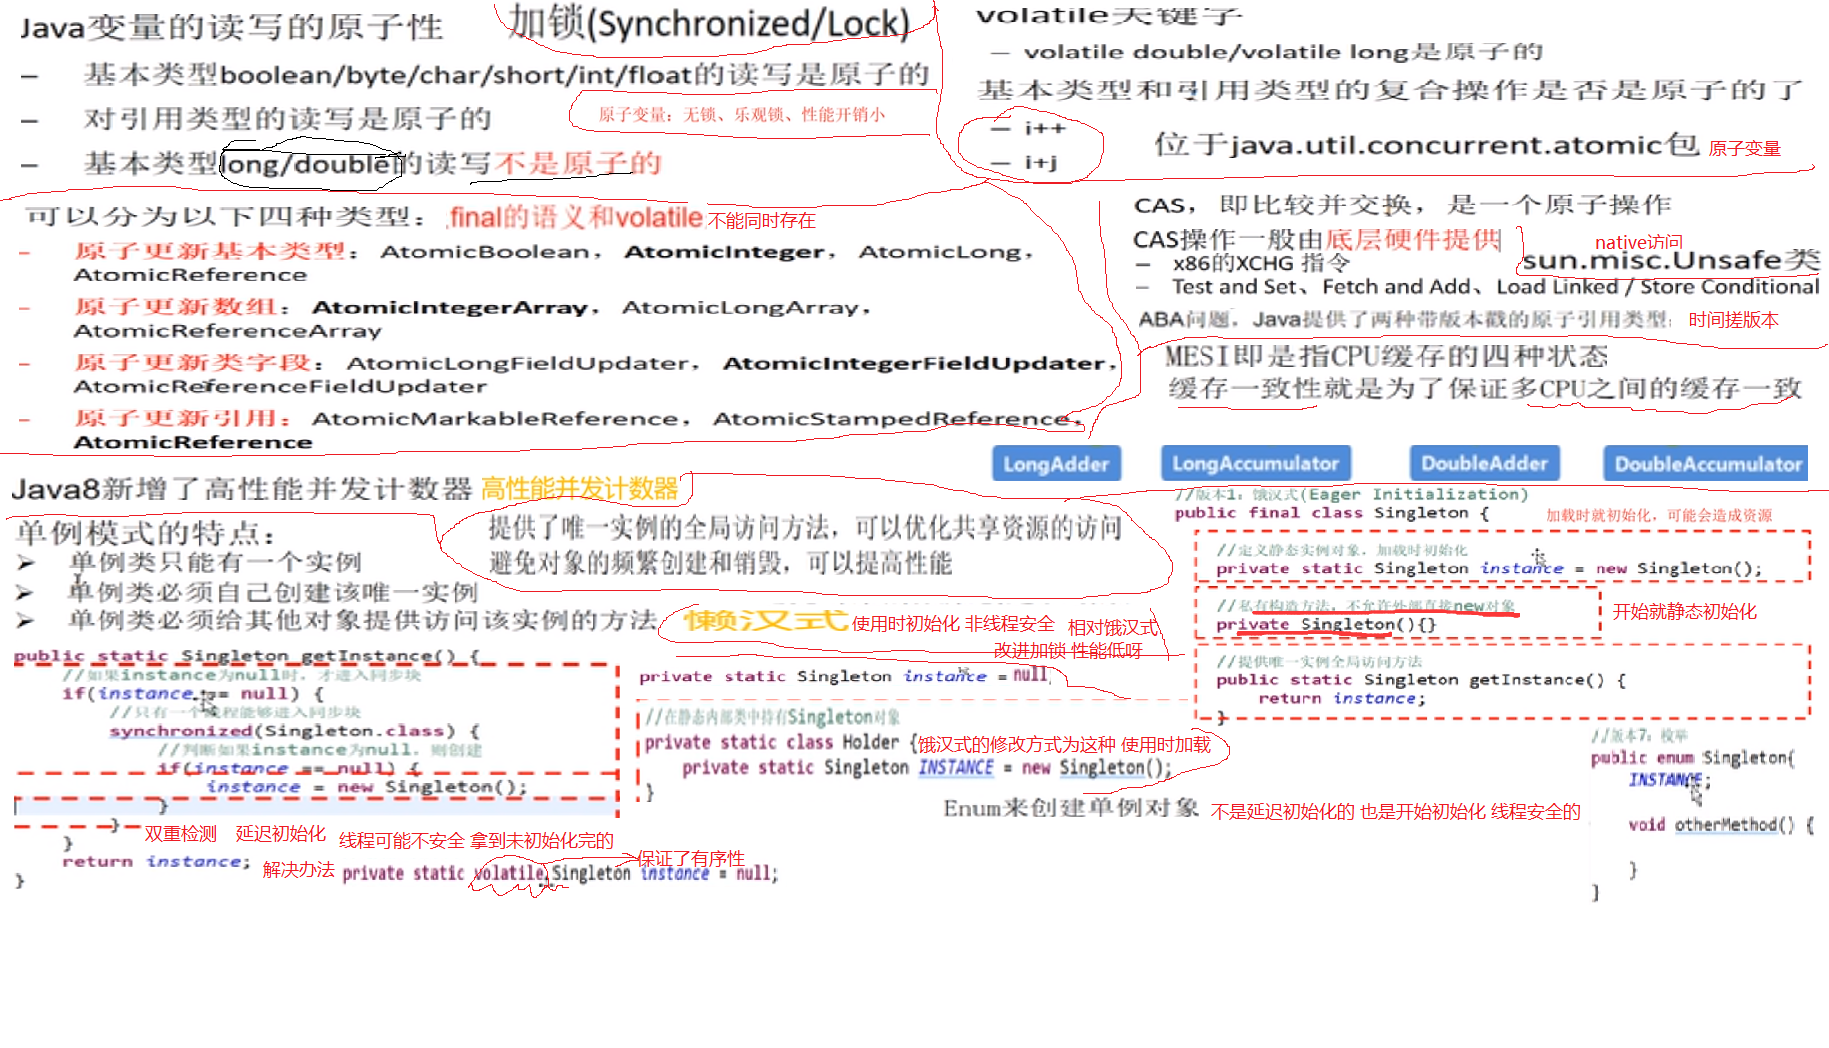 Java变量的读写的原子性
加锁(Synchronized/Lock)
– 基本类型boolean/byte/char/short/int/float的读写是原子的
原子变量：无锁、乐观锁、性能开销小
– 对引用类型的读写是原子的
– 基本类型long/double的读写不是原子的
volatile关键字
– volatile double/volatile long是原子的
基本类型和引用类型的复合操作是否是原子的了
– i++
– i+j
位于java.util.concurrent.atomic包 原子变量
可以分为以下四种类型：final的语义和volatile 不能同时存在
– 原子更新基本类型：AtomicBoolean，AtomicInteger，AtomicLong，
AtomicReference
– 原子更新数组：AtomicIntegerArray，AtomicLongArray，
AtomicReferenceArray
– 原子更新类字段：AtomicLongFieldUpdater，AtomicIntegerFieldUpdater，
AtomicReferenceFieldUpdater
– 原子更新引用：AtomicMarkableReference，AtomicStampedReference，
AtomicReference
CAS，即比较并交换，是一个原子操作
CAS操作一般由底层硬件提供
native访问
– x86的XCHG 指令
sun.misc.Unsafe类
– Test and Set、Fetch and Add、Load Linked / Store Conditional
ABA问题，Java提供了两种带版本戳的原子引用类型： 时间搓版本
MESI即是指CPU缓存的四种状态
缓存一致性就是为了保证多CPU之间的缓存一致
LongAdder LongAccumulator DoubleAdder DoubleAccumulator
Java8新增了高性能并发计数器 高性能并发计数器
单例模式的特点：
➢ 单例类只能有一个实例
➢ 单例类必须自己创建该唯一实例
➢ 单例类必须给其他对象提供访问该实例的方法
提供了唯一实例的全局访问方法，可以优化共享资源的访问
避免对象的频繁创建和销毁，可以提高性能
懒汉式 使用时初始化 非线程安全 相对饿汉式
改进加锁 性能低呀
private static Singleton instance = null;
//版本1：饿汉式(Eager Initialization)
public final class Singleton {
加载时就初始化，可能会造成资源
//定义静态实例对象，加载时初始化
private static Singleton instance = new Singleton();
//私有构造方法，不允许外部直接new对象
private Singleton(){}
开始就静态初始化
//提供唯一实例全局访问方法
public static Singleton getInstance() {
return instance;
}
public static Singleton getInstance() {
//如果instance为null时，才进入同步块
if(instance == null) {
//只有一个线程能够进入同步块
synchronized(Singleton.class) {
//判断如果instance为null，则创建
if(instance == null) {
instance = new Singleton();
}
}
}
return instance;
}
双重检测 延迟初始化 线程可能不安全 拿到未初始化完的
解决办法 private static volatile Singleton instance = null;
保证了有序性
//在静态内部类中持有Singleton对象
private static class Holder {
饿汉式的修改方式为这种 使用时加载
private static Singleton INSTANCE = new Singleton();
}
Enum来创建单例对象 不是延迟初始化的 也是开始初始化 线程安全的
//版本7：枚举
public enum Singleton{
INSTANCE;
void otherMethod() {
}
}